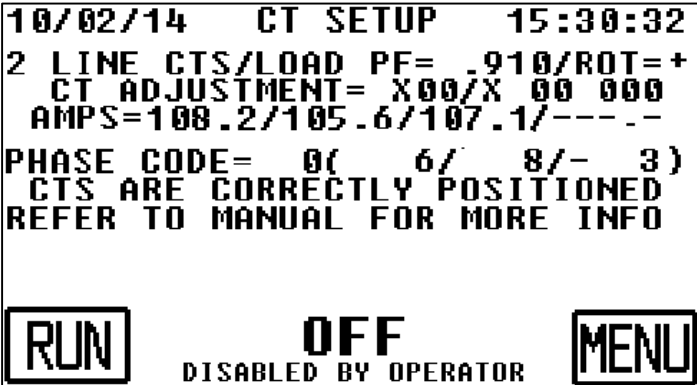 10/02/14 CT SETUP 15:30:32
2 LINE CTS/LOAD PF= .910/ROT=+
CT ADJUSTMENT= X00/X 00 000
AMPS=108.2/105.6/107.1/---.-
PHASE CODE= 0( 6/ 8/- 3)
CTS ARE CORRECTLY POSITIONED
REFER TO MANUAL FOR MORE INFO
RUN OFF MENU
DISABLED BY OPERATOR